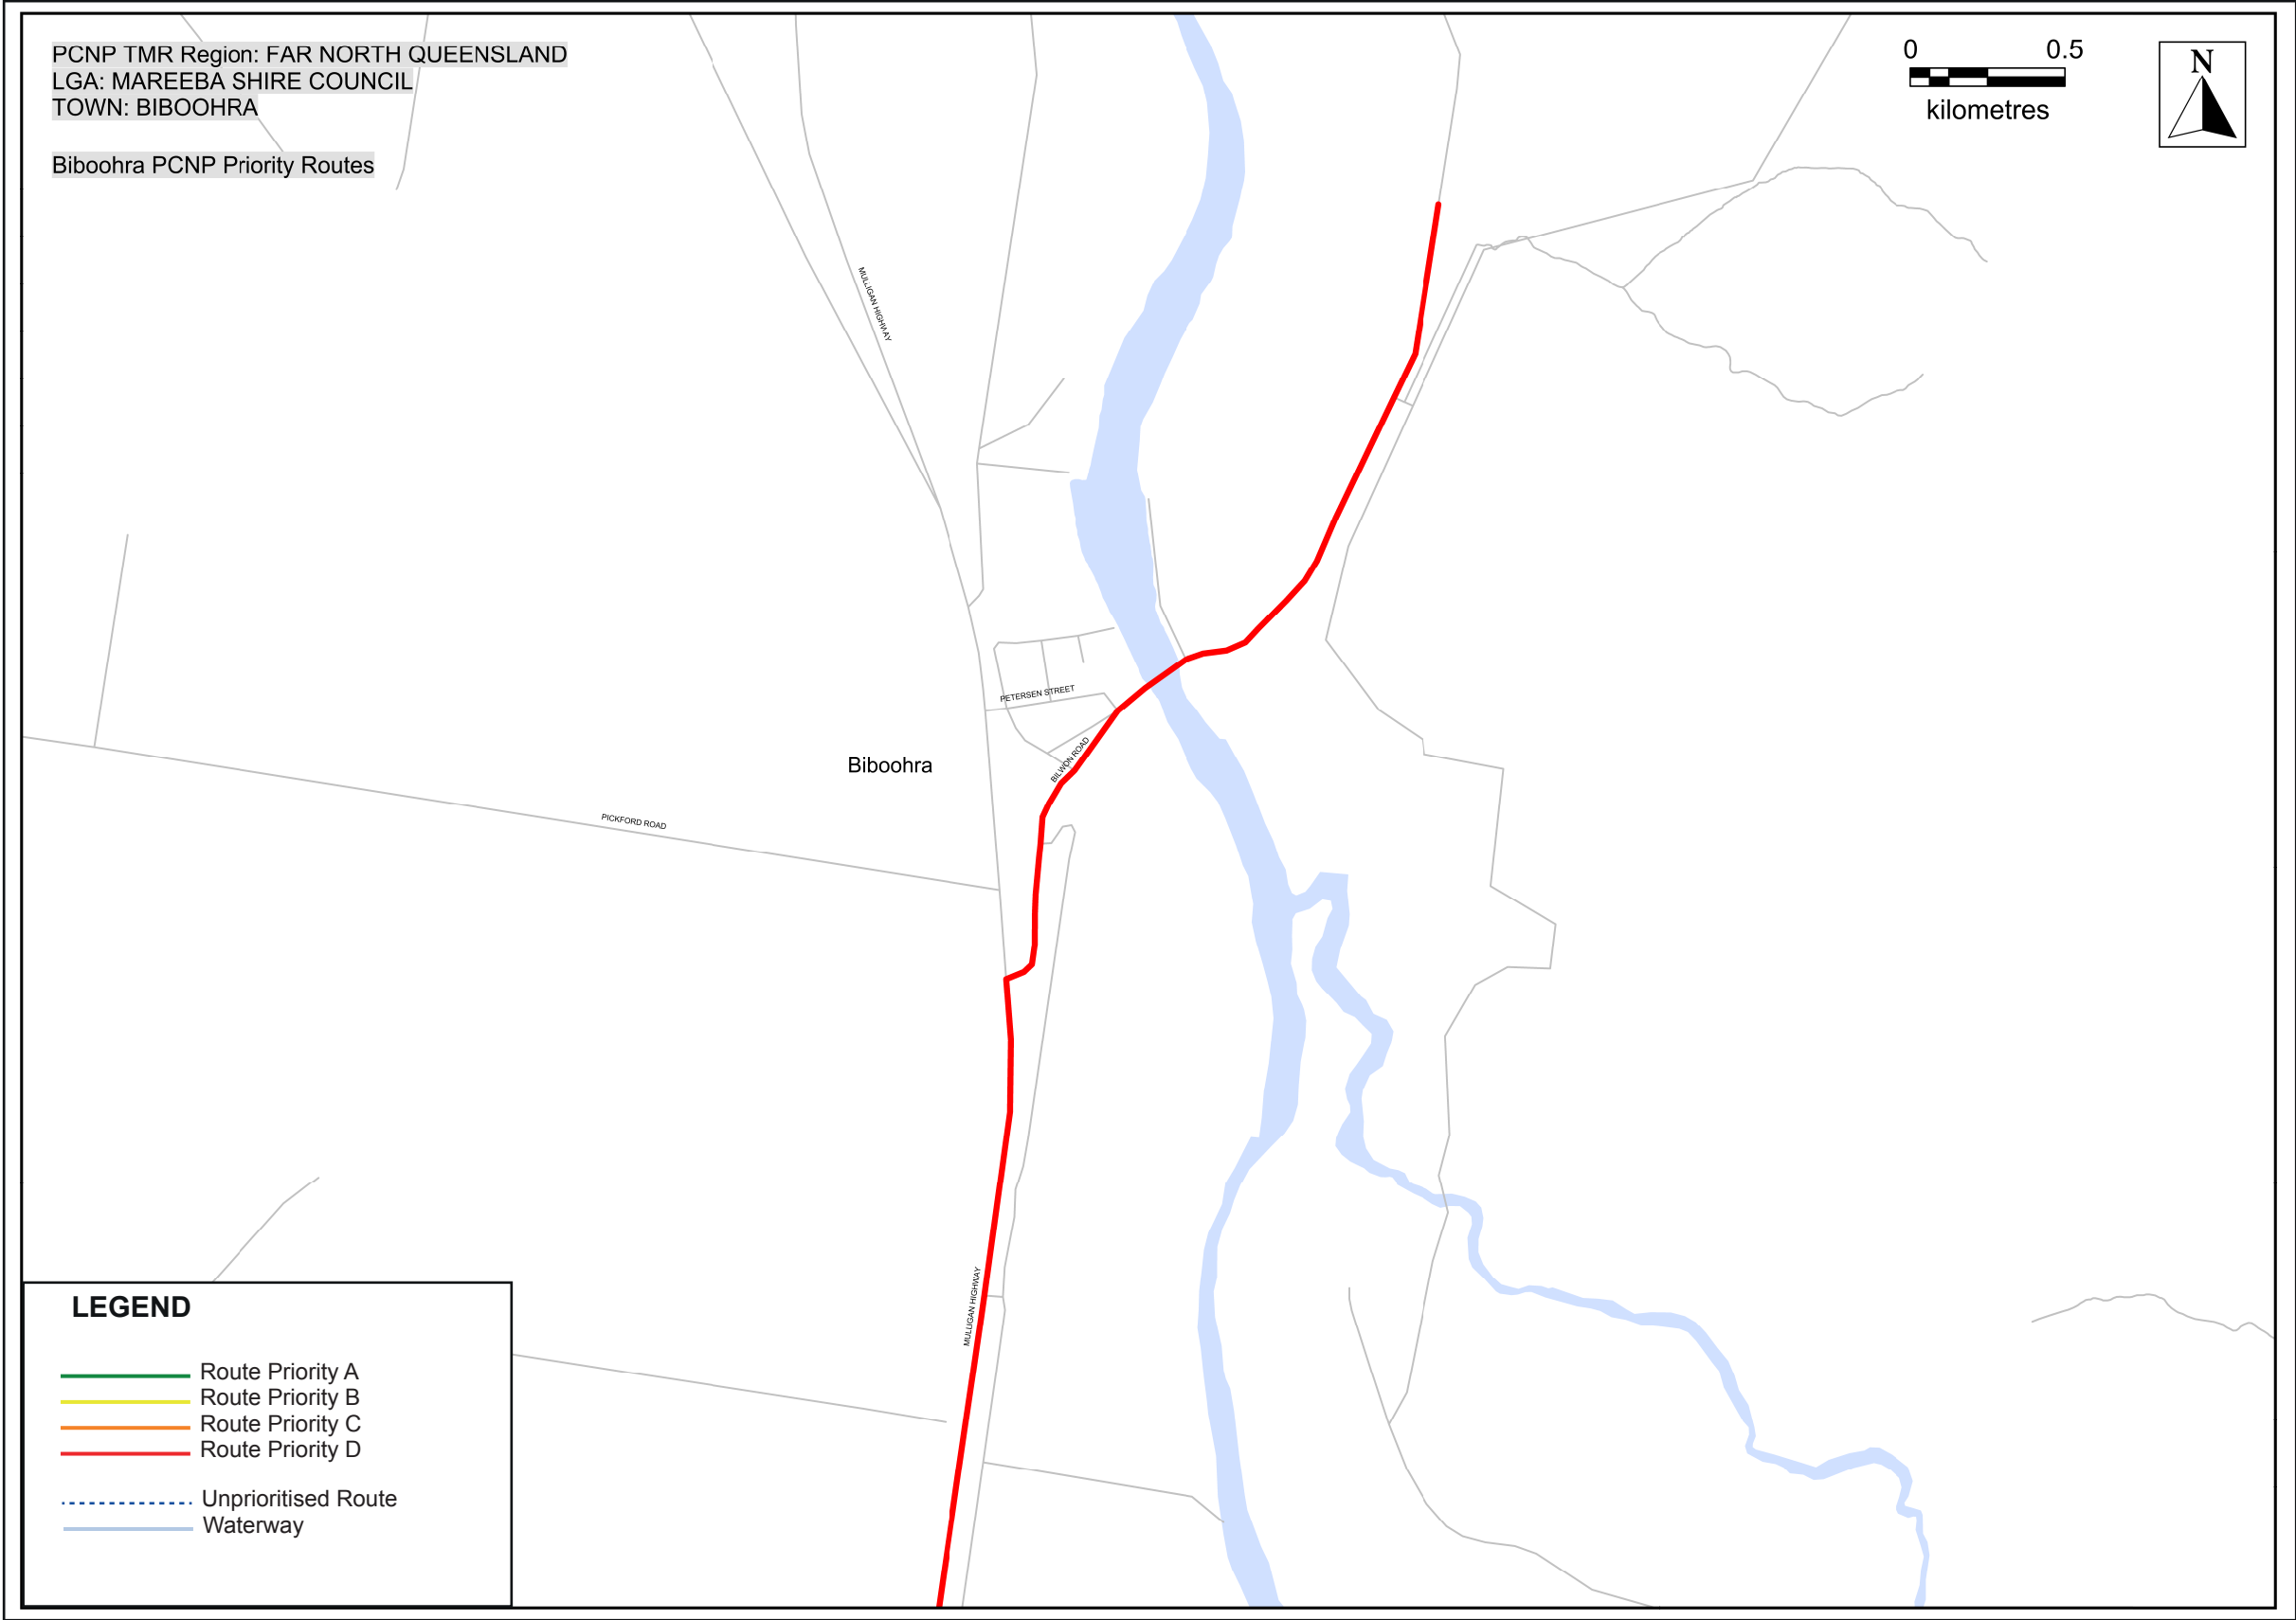 PCNP TMR Region: FAR NORTH QUEENSLAND
LGA: MAREEBA SHIRE COUNCIL
TOWN: BIBOOHRA
Biboohra PCNP Priority Routes
0 0.5
kilometres
N
MULLIGAN HIGHWAY
PETERSEN STREET
BILWON ROAD
Biboohra
PICKFORD ROAD
MULLIGAN HIGHWAY
LEGEND
Route Priority A
Route Priority B
Route Priority C
Route Priority D
Unprioritised Route
Waterway